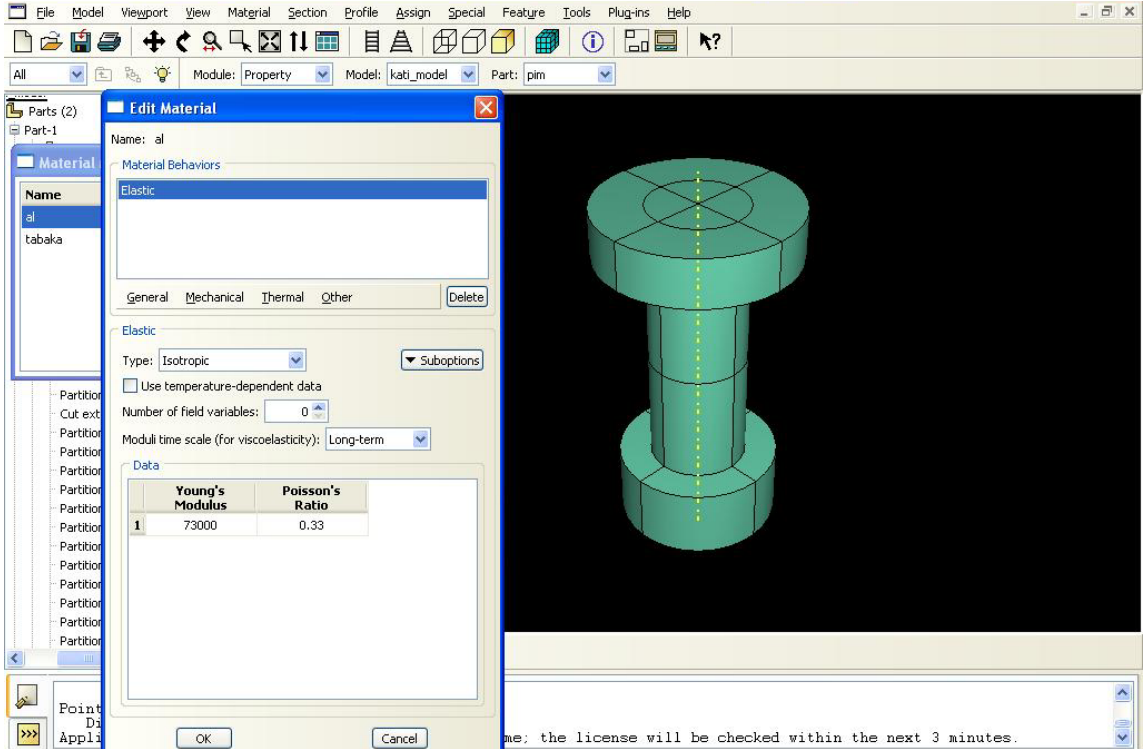 File Model Viewport View Material Section Profile Assign Special Feature Tools Plug-ins Help
All Module: Property Model: kati_model Part: pim
Parts (2)
Part-1
Material
Name
al
tabaka
Partition
Cut ext
Partition
Partition
Partition
Partition
Partition
Partition
Partition
Partition
Partition
Partition
Partition
Partition
Edit Material
Name: al
Material Behaviors
Elastic
General Mechanical Thermal Other Delete
Elastic
Type: Isotropic Suboptions
Use temperature-dependent data
Number of field variables: 0
Moduli time scale (for viscoelasticity): Long-term
Data
Young's Poisson's
Modulus Ratio
1 73000 0.33
OK Cancel
Point
Di
Appli
me; the license will be checked within the next 3 minutes.